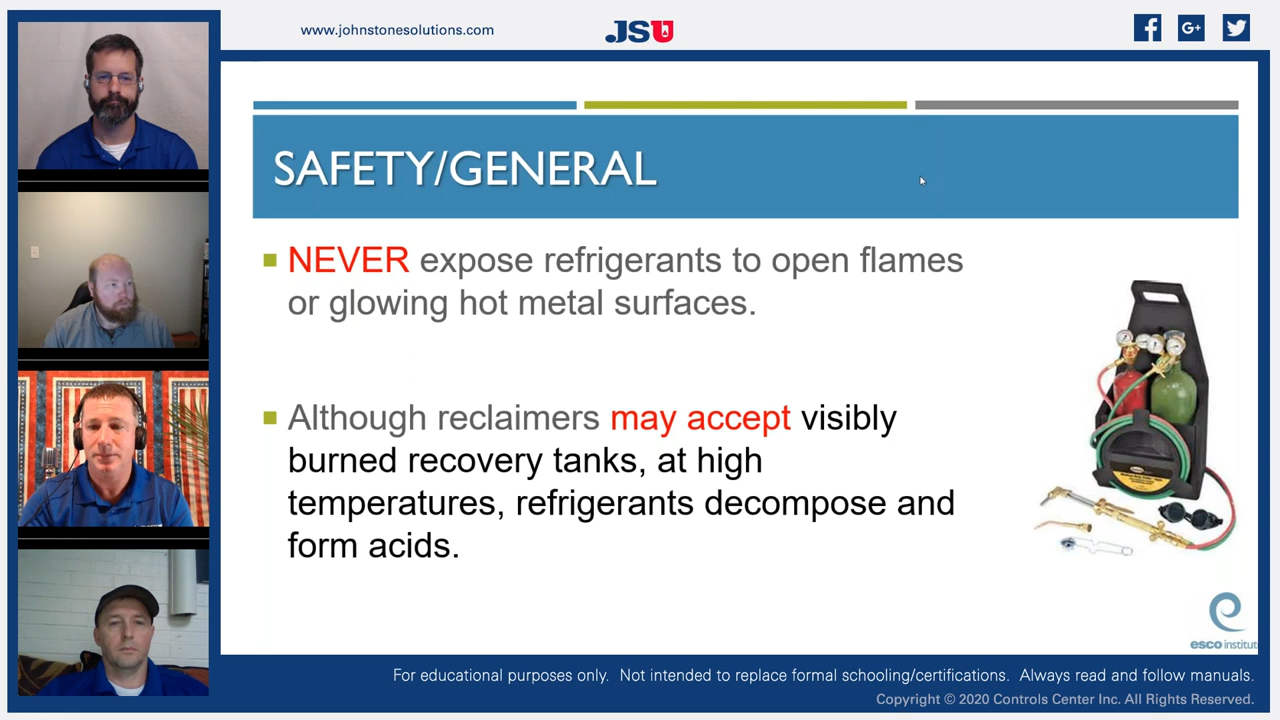 www.johnstonesolutions.com
JSU
SAFETY/GENERAL
NEVER expose refrigerants to open flames
or glowing hot metal surfaces.
Although reclaimers may accept visibly
burned recovery tanks, at high
temperatures, refrigerants decompose and
form acids.
esco institut
For educational purposes only. Not intended to replace formal schooling/certifications. Always read and follow manuals.
Copyright © 2020 Controls Center Inc. All Rights Reserved.